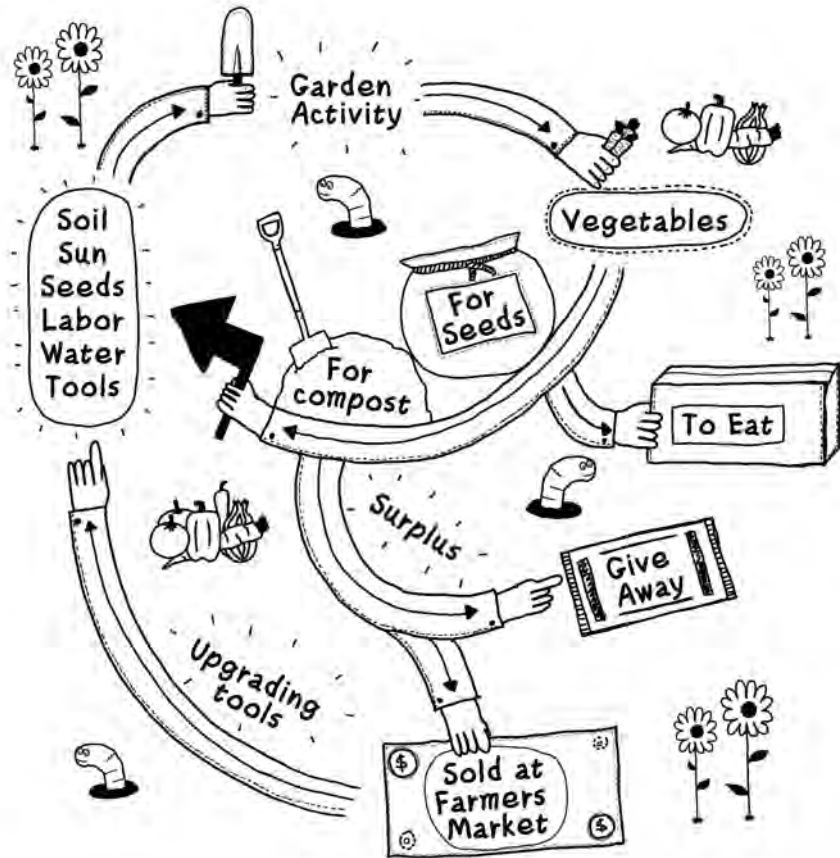 Garden
Activity
Vegetables
Soil
Sun
Seeds
Labor
Water
Tools
For
Seeds
For
compost
To Eat
Surplus
Give
Away
Upgrading
tools
$
Sold at
Farmers
Market
$